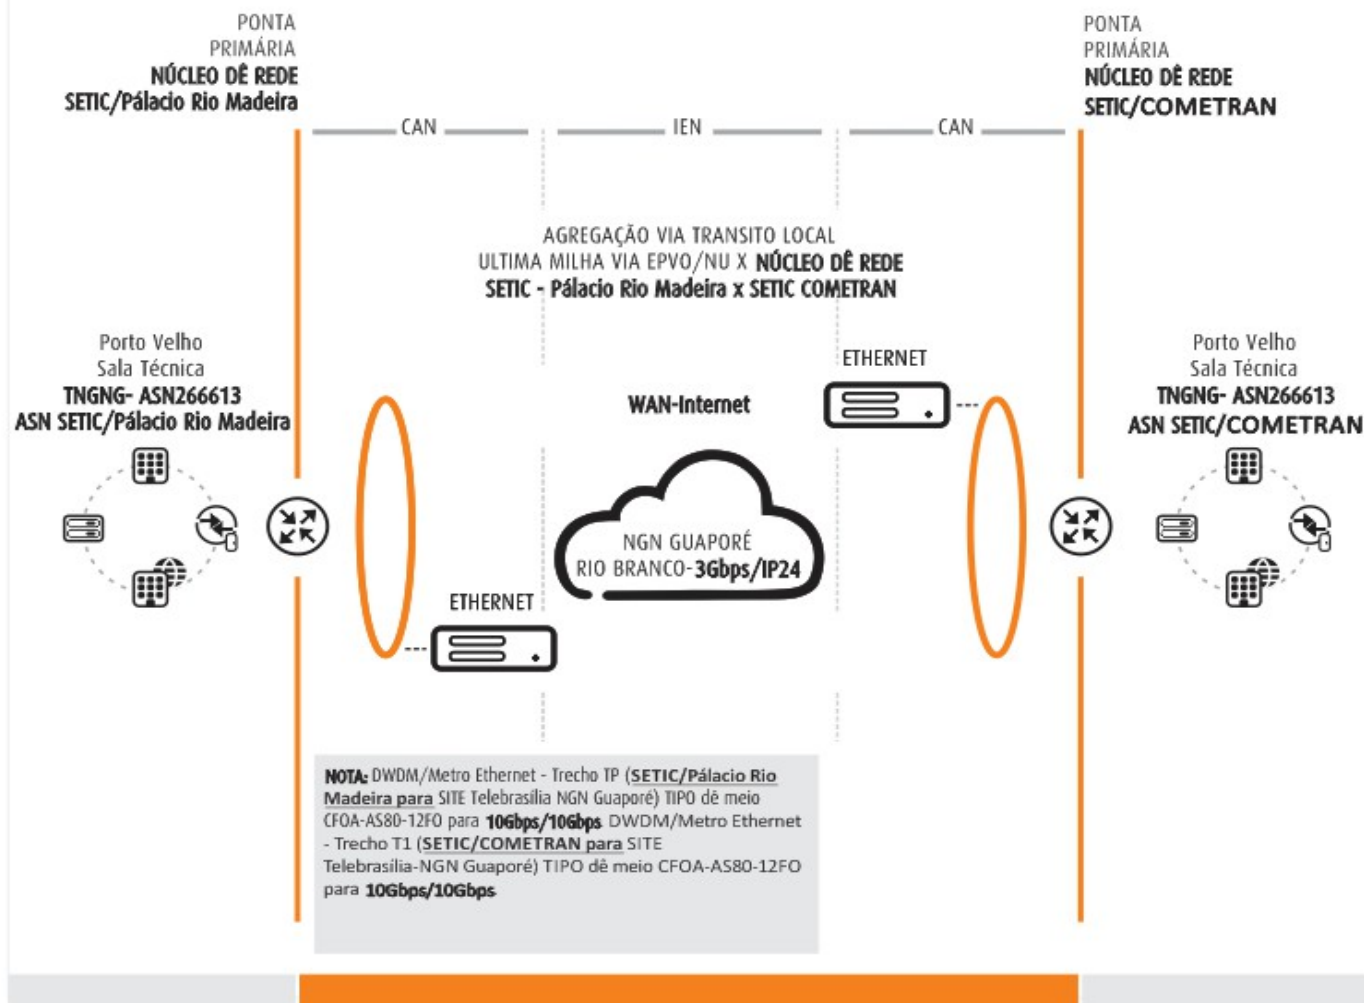 PONTA
PRIMÁRIA
NÚCLEO DÊ REDE
SETIC/Pálacio Rio Madeira
PONTA
PRIMÁRIA
NÚCLEO DÊ REDE
SETIC/COMETRAN
CAN
IEN
CAN
AGREGAÇÃO VIA TRANSITO LOCAL
ULTIMA MILHA VIA EPVO/NU X NÚCLEO DÊ REDE
SETIC - Pálacio Rio Madeira x SETIC COMETRAN
Porto Velho
Sala Técnica
TNGNG- ASN266613
ASN SETIC/Pálacio Rio Madeira
ETHERNET
WAN-Internet
Porto Velho
Sala Técnica
TNGNG- ASN266613
ASN SETIC/COMETRAN
NGN GUAPORÉ
RIO BRANCO-3Gbps/IP24
ETHERNET
NOTA: DWDM/Metro Ethernet - Trecho TP (SETIC/Pálacio Rio
Madeira para SITE Telebrasília NGN Guaporé) TIPO dê meio
CFOA-AS80-12FO para 10Gbps/10Gbps DWDM/Metro Ethernet
- Trecho T1 (SETIC/COMETRAN para SITE
Telebrasília-NGN Guaporé) TIPO dê meio CFOA-AS80-12FO
para 10Gbps/10Gbps